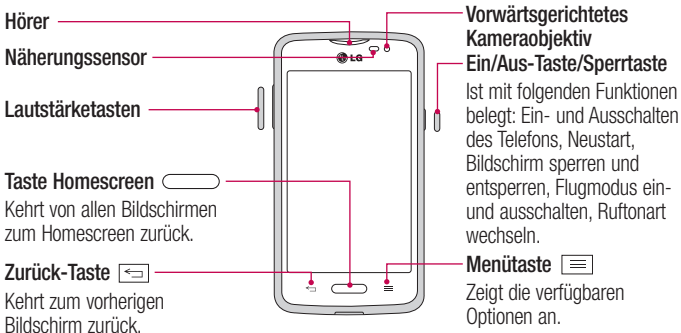 Hörer
Näherungssensor
Lautstärketasten
Taste Homescreen
Kehrt von allen Bildschirmen
zum Homescreen zurück.
Zurück-Taste
Kehrt zum vorherigen
Bildschirm zurück.
LG
Vorwärtsgerichtetes
Kameraobjektiv
Ein/Aus-Taste/Sperrtaste
Ist mit folgenden Funktionen
belegt: Ein- und Ausschalten
des Telefons, Neustart,
Bildschirm sperren und
entsperren, Flugmodus ein-
und ausschalten, Ruftonart
wechseln.
Menütaste
Zeigt die verfügbaren
Optionen an.